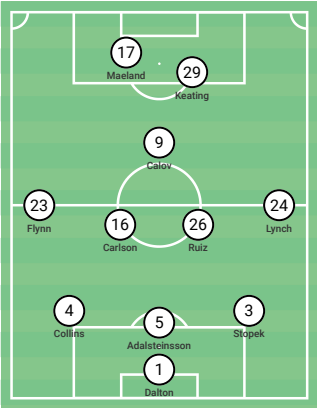 17
Maeland
29
Keating
9
Calov
23
Flynn
16
Carlson
26
Ruiz
24
Lynch
4
Collins
5
Adalsteinsson
3
Stopek
1
Dalton